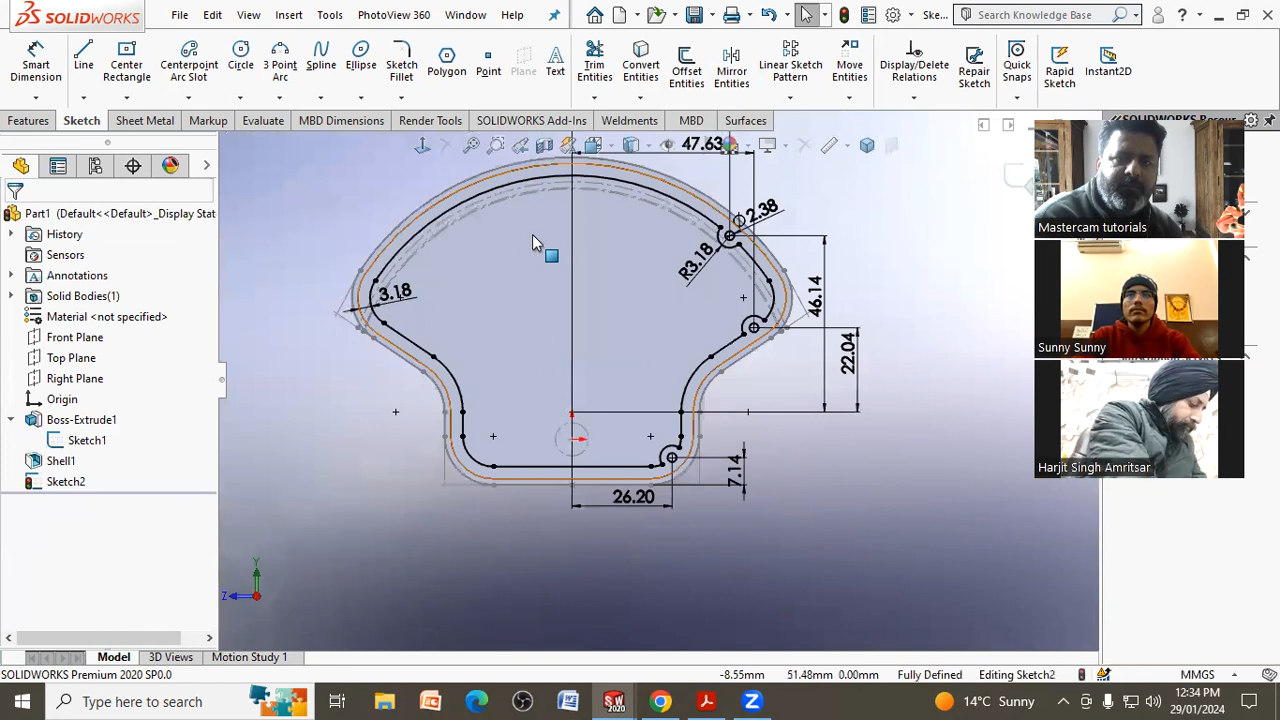 SOLIDWORKS File Edit View Insert Tools PhotoView 360 Window Help Ske... Search Knowledge Base ?
Smart Dimension
Line
Center Rectangle
Centerpoint Arc Slot
Circle
3 Point Arc
Spline
Ellipse
Sketch Fillet
Polygon
Point
Plane
Text
Trim Entities
Convert Entities
Offset Entities
Mirror Entities
Linear Sketch Pattern
Move Entities
Display/Delete Relations
Repair Sketch
Quick Snaps
Rapid Sketch
Instant2D
Features Sketch Sheet Metal Markup Evaluate MBD Dimensions Render Tools SOLIDWORKS Add-Ins Weldments MBD Surfaces
Part1 (Default<<Default>_Display Stat
History
Sensors
Annotations
Solid Bodies(1)
Material <not specified>
Front Plane
Top Plane
Right Plane
Origin
Boss-Extrude1
Sketch1
Shell1
Sketch2
47.63
Ø2.38
R3.18
3.18
46.14
22.04
7.14
26.20
Y
Z
Mastercam tutorials
Sunny Sunny
Harjit Singh Amritsar
Model 3D Views Motion Study 1
SOLIDWORKS Premium 2020 SP0.0 -8.55mm 51.48mm 0.00mm Fully Defined Editing Sketch2 MMGS
Type here to search
14°C Sunny
12:34 PM
29/01/2024